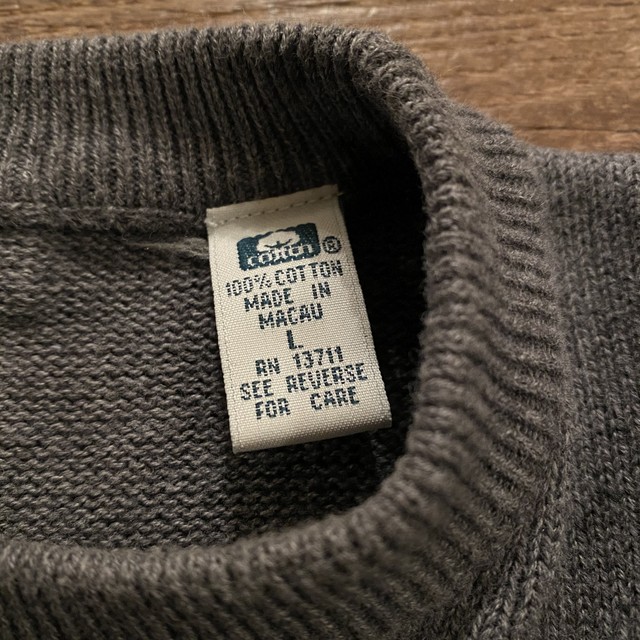 cotton ®
100% COTTON
MADE IN
MACAU
L
RN 13711
SEE REVERSE
FOR CARE